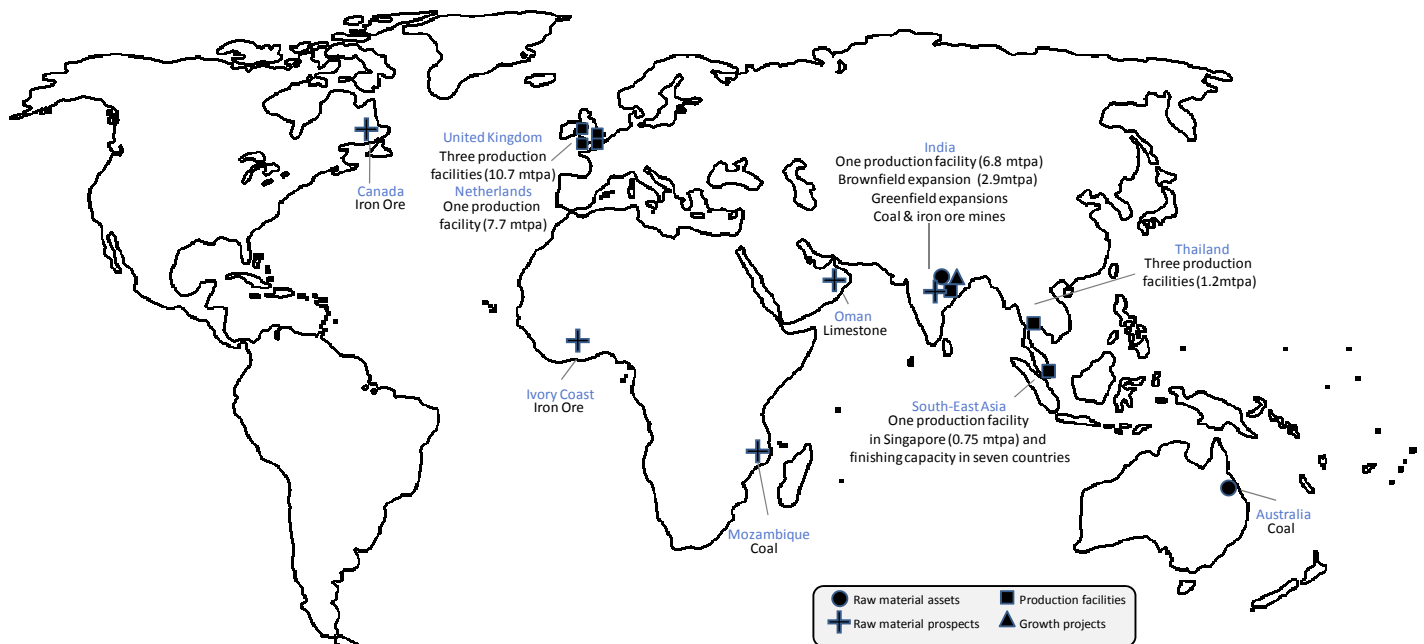 United Kingdom
Three production
facilities (10.7 mtpa)
Netherlands
One production
facility (7.7 mtpa)
Canada
Iron Ore
India
One production facility (6.8 mtpa)
Brownfield expansion (2.9mtpa)
Greenfield expansions
Coal & iron ore mines
Thailand
Three production
facilities (1.2mtpa)
Oman
Limestone
Ivory Coast
Iron Ore
South-East Asia
One production facility
in Singapore (0.75 mtpa) and
finishing capacity in seven countries
Mozambique
Coal
Australia
Coal
Raw material assets
Production facilities
Raw material prospects
Growth projects